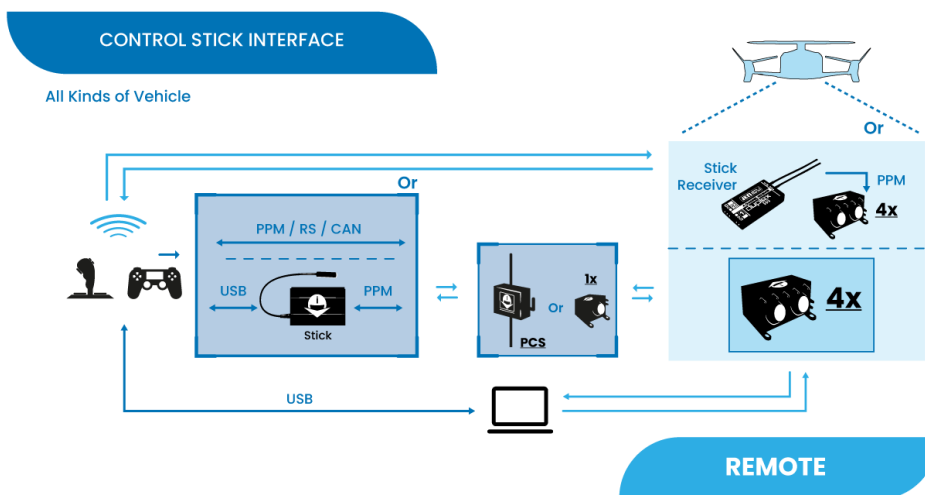 CONTROL STICK INTERFACE
All Kinds of Vehicle
Or
Stick
Receiver
PPM
4x
Or
PPM / RS / CAN
USB
PPM
Stick
1x
Or
PCS
4x
USB
REMOTE